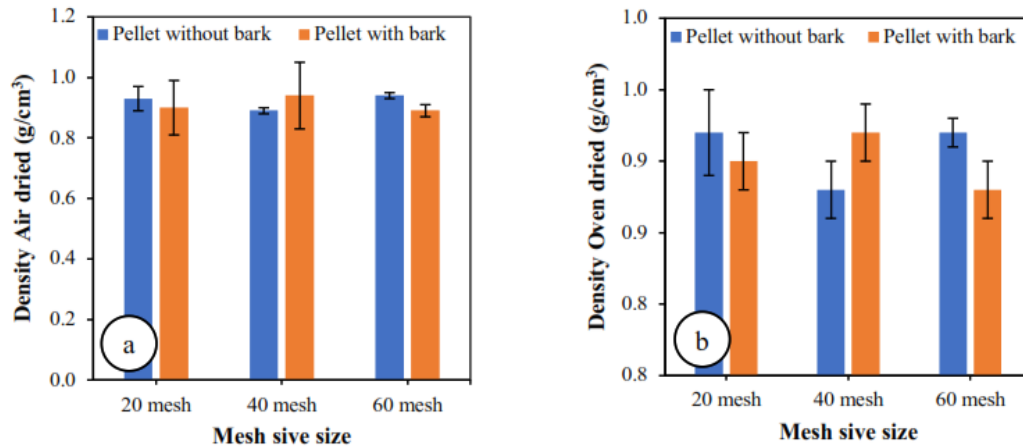 Density Air dried (g/cm³)
1.2
1.0
0.8
0.6
0.4
0.2
0.0
Pellet without bark Pellet with bark
a
20 mesh 40 mesh 60 mesh
Mesh sive size
Density Oven dried (g/cm³)
1.0
1.0
0.9
0.9
0.8
0.8
Pellet without bark Pellet with bark
b
20 mesh 40 mesh 60 mesh
Mesh sive size